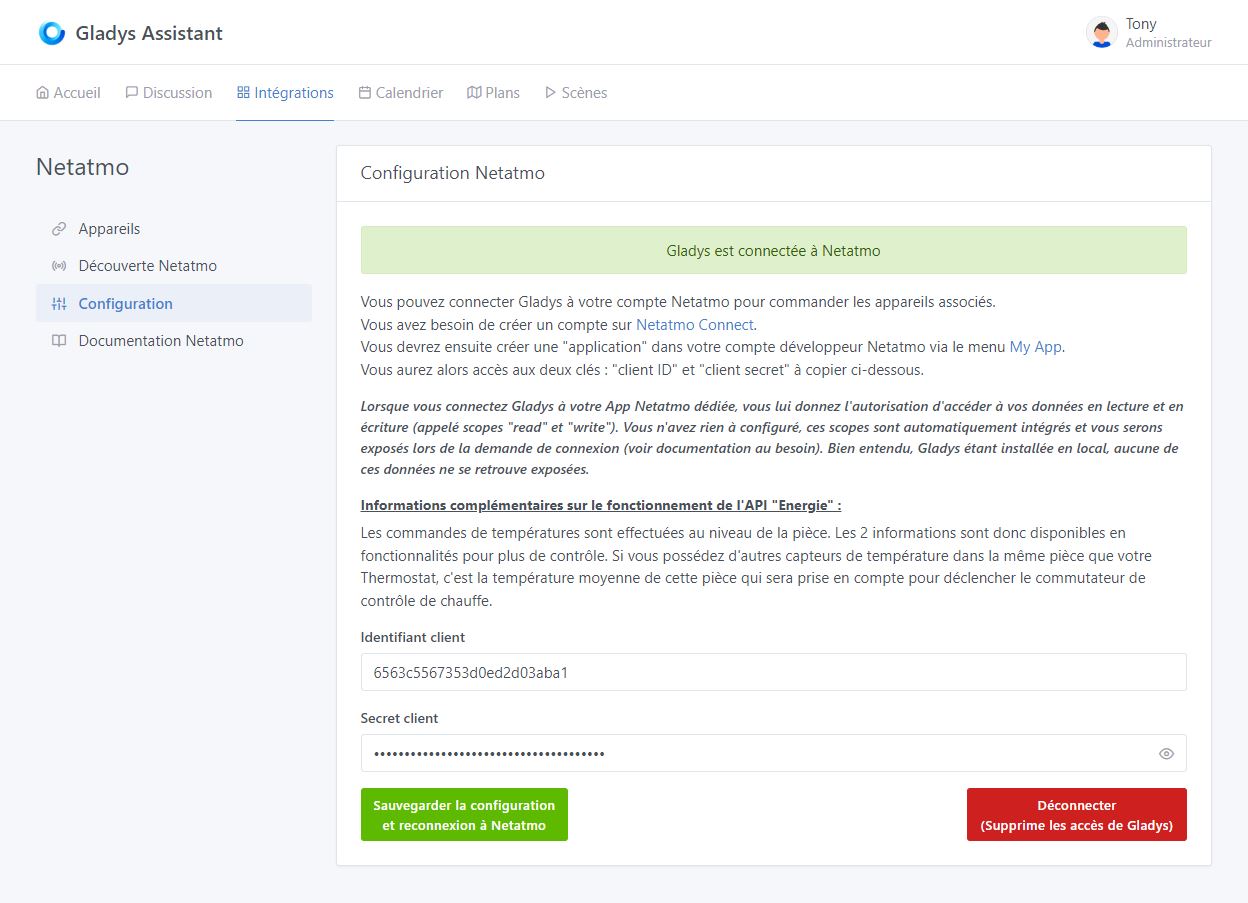 Gladys Assistant
Tony
Administrateur
Accueil
Discussion
Intégrations
Calendrier
Plans
Scènes
Netatmo
Appareils
Découverte Netatmo
Configuration
Documentation Netatmo
Configuration Netatmo
Gladys est connectée à Netatmo
Vous pouvez connecter Gladys à votre compte Netatmo pour commander les appareils associés.
Vous avez besoin de créer un compte sur Netatmo Connect.
Vous devrez ensuite créer une "application" dans votre compte développeur Netatmo via le menu My App.
Vous aurez alors accès aux deux clés : "client ID" et "client secret" à copier ci-dessous.
Lorsque vous connectez Gladys à votre App Netatmo dédiée, vous lui donnez l'autorisation d'accéder à vos données en lecture et en
écriture (appelé scopes "read" et "write"). Vous n'avez rien à configuré, ces scopes sont automatiquement intégrés et vous serons
exposés lors de la demande de connexion (voir documentation au besoin). Bien entendu, Gladys étant installée en local, aucune de
ces données ne se retrouve exposées.
Informations complémentaires sur le fonctionnement de l'API "Energie" :
Les commandes de températures sont effectuées au niveau de la pièce. Les 2 informations sont donc disponibles en
fonctionnalités pour plus de contrôle. Si vous possédez d'autres capteurs de température dans la même pièce que votre
Thermostat, c'est la température moyenne de cette pièce qui sera prise en compte pour déclencher le commutateur de
contrôle de chauffe.
Identifiant client
6563c5567353d0ed2d03aba1
Secret client
••••••••••••••••••••••••••••••••••••••
Sauvegarder la configuration
et reconnexion à Netatmo
Déconnecter
(Supprime les accès de Gladys)